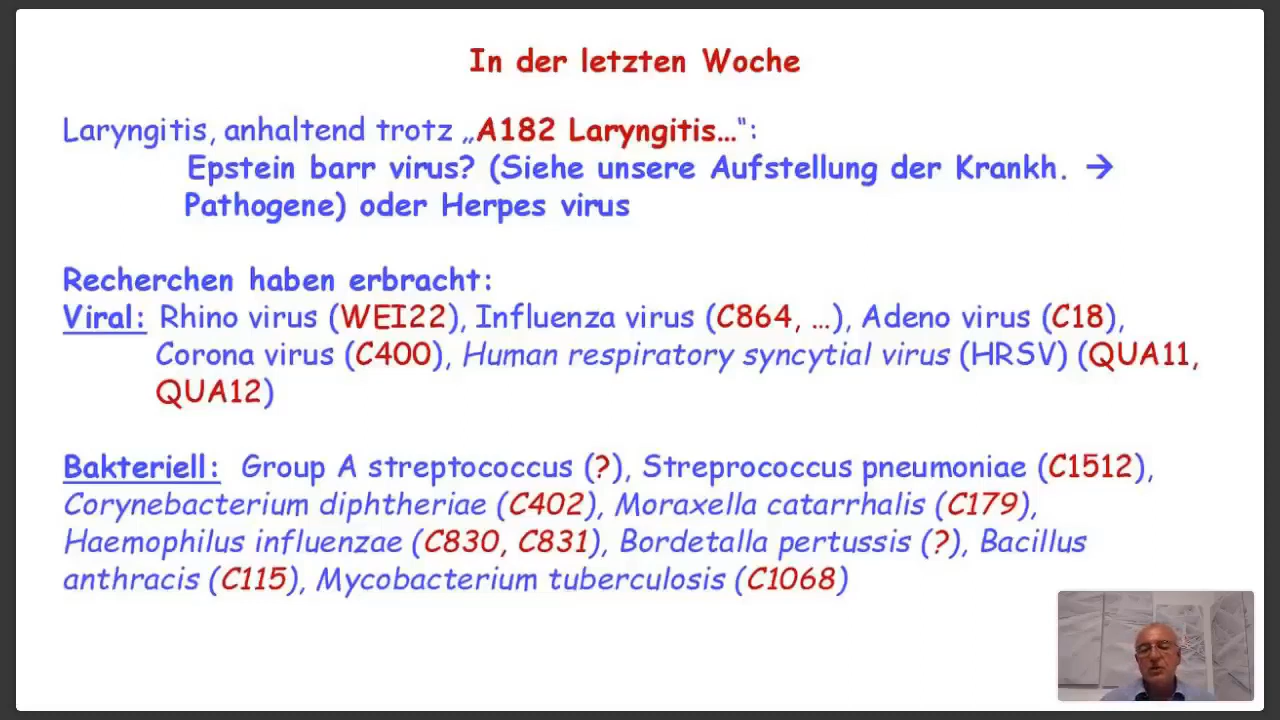 In der letzten Woche
Laryngitis, anhaltend trotz „A182 Laryngitis…“:
Epstein barr virus? (Siehe unsere Aufstellung der Krankh. →
Pathogene) oder Herpes virus
Recherchen haben erbracht:
Viral: Rhino virus (WEI22), Influenza virus (C864, …), Adeno virus (C18),
Corona virus (C400), Human respiratory syncytial virus (HRSV) (QUA11,
QUA12)
Bakteriell: Group A streptococcus (?), Streprococcus pneumoniae (C1512),
Corynebacterium diphtheriae (C402), Moraxella catarrhalis (C179),
Haemophilus influenzae (C830, C831), Bordetalla pertussis (?), Bacillus
anthracis (C115), Mycobacterium tuberculosis (C1068)